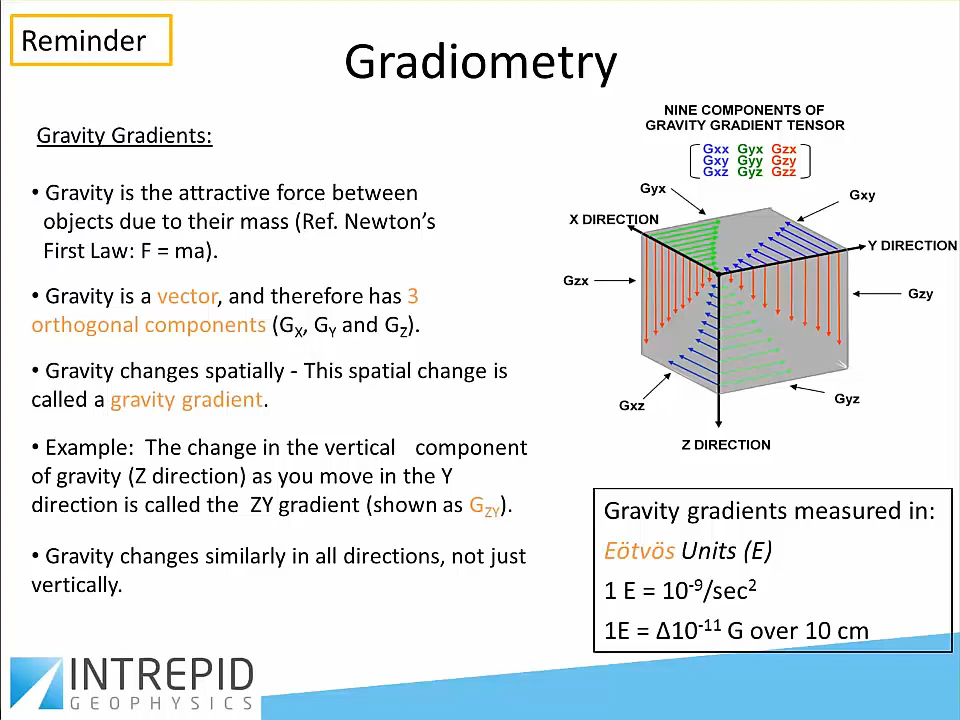 Reminder
Gradiometry
Gravity Gradients:
• Gravity is the attractive force between
objects due to their mass (Ref. Newton’s
First Law: F = ma).
• Gravity is a vector, and therefore has 3
orthogonal components (GX, GY and GZ).
• Gravity changes spatially - This spatial change is
called a gravity gradient.
• Example: The change in the vertical component
of gravity (Z direction) as you move in the Y
direction is called the ZY gradient (shown as GZY).
• Gravity changes similarly in all directions, not just
vertically.
NINE COMPONENTS OF
GRAVITY GRADIENT TENSOR
Gxx Gyx Gzx
Gxy Gyy Gzy
Gxz Gyz Gzz
Gyx
Gxy
X DIRECTION
Y DIRECTION
Gzx
Gzy
Gxz
Gyz
Z DIRECTION
Gravity gradients measured in:
Eötvös Units (E)
1 E = 10⁻⁹/sec²
1E = Δ10⁻¹¹ G over 10 cm
INTREPID
GEOPHYSICS